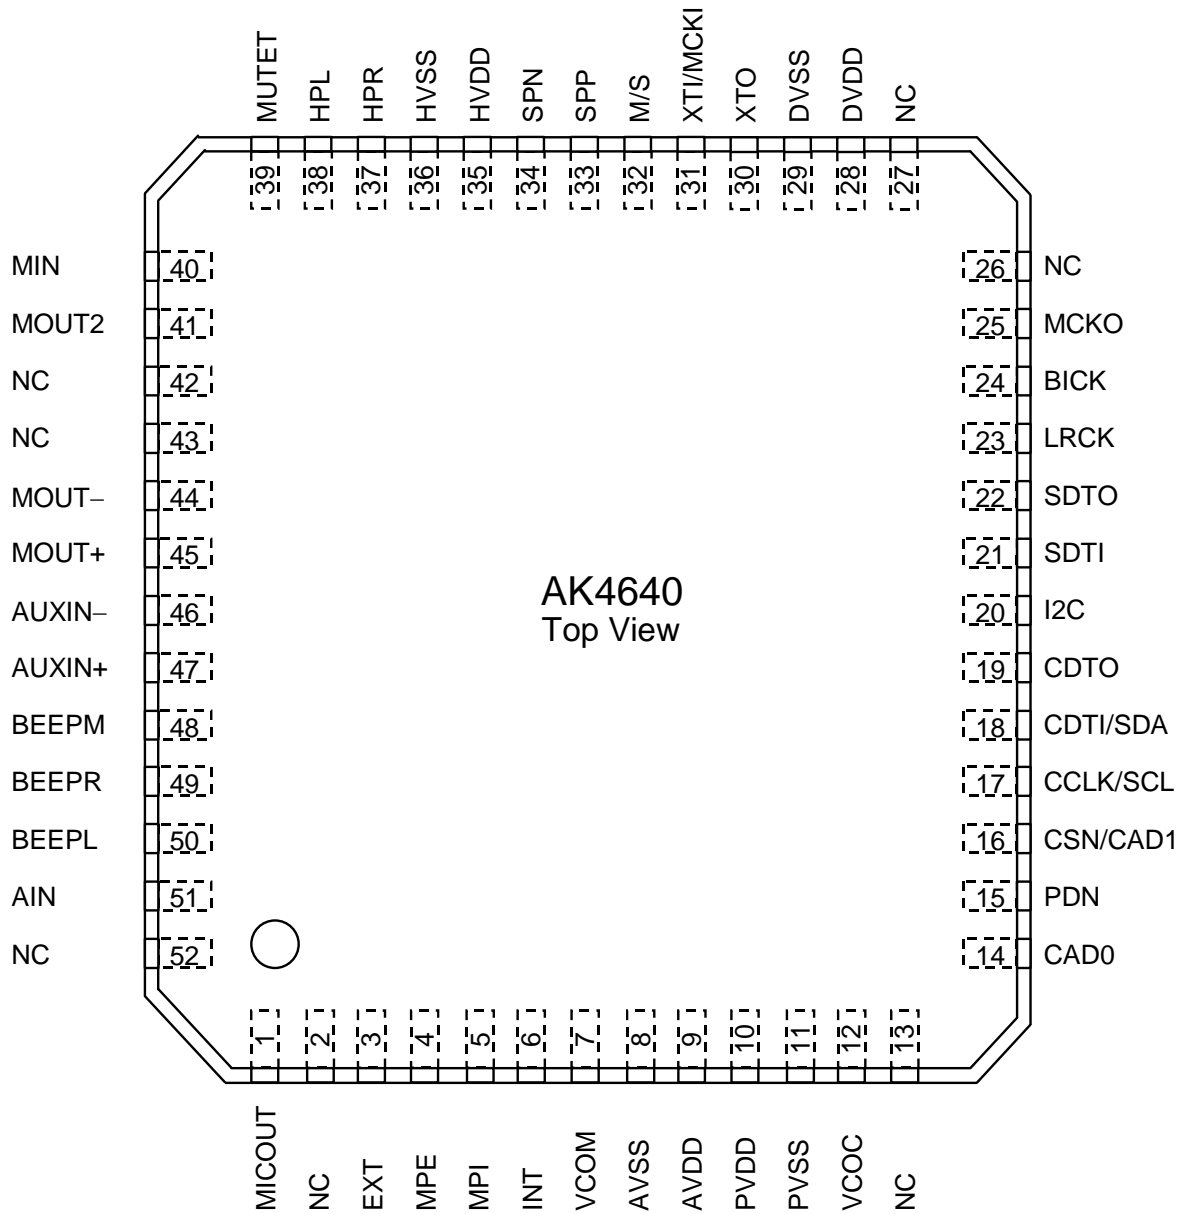 MUTET HPL HPR HVSS HVDD SPN SPP M/S XTI/MCKI XTO DVSS DVDD NC
39 38 37 36 35 34 33 32 31 30 29 28 27
MIN 40 26 NC
MOUT2 41 25 MCKO
NC 42 24 BICK
NC 43 23 LRCK
MOUT– 44 22 SDTO
MOUT+ 45 21 SDTI
AK4640
Top View
AUXIN– 46 20 I2C
AUXIN+ 47 19 CDTO
BEEPM 48 18 CDTI/SDA
BEEPR 49 17 CCLK/SCL
BEEPL 50 16 CSN/CAD1
AIN 51 15 PDN
NC 52 14 CAD0
1 2 3 4 5 6 7 8 9 10 11 12 13
MICOUT NC EXT MPE MPI INT VCOM AVSS AVDD PVDD PVSS VCOC NC